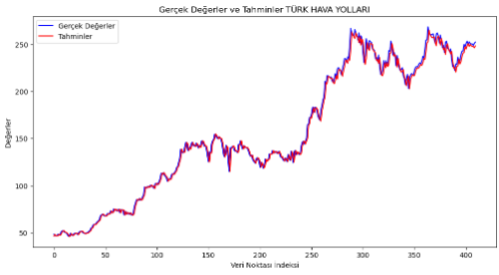 Gerçek Değerler ve Tahminler TÜRK HAVA YOLLARI
Gerçek Değerler
Tahminler
Değerler
250
200
150
100
50
0
50
100
150
200
250
300
350
400
Veri Noktası İndeksi